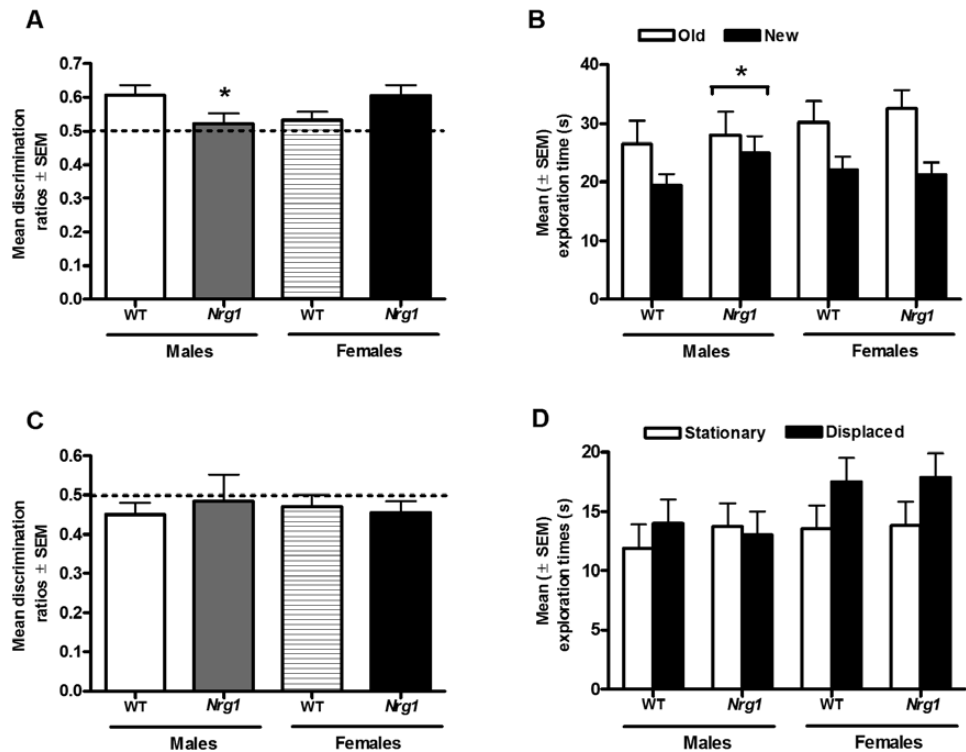 A
Mean discrimination
ratios ± SEM
0.7
0.6
0.5
0.4
0.3
0.2
0.1
0.0
*
WT
Nrg1
WT
Nrg1
Males
Females
B
Old
New
Mean (± SEM)
exploration time (s)
40
30
20
10
0
*
WT
Nrg1
WT
Nrg1
Males
Females
C
Mean discrimination
ratios ± SEM
0.6
0.5
0.4
0.3
0.2
0.1
0.0
WT
Nrg1
WT
Nrg1
Males
Females
D
Stationary
Displaced
Mean (± SEM)
exploration times (s)
20
15
10
5
0
WT
Nrg1
WT
Nrg1
Males
Females